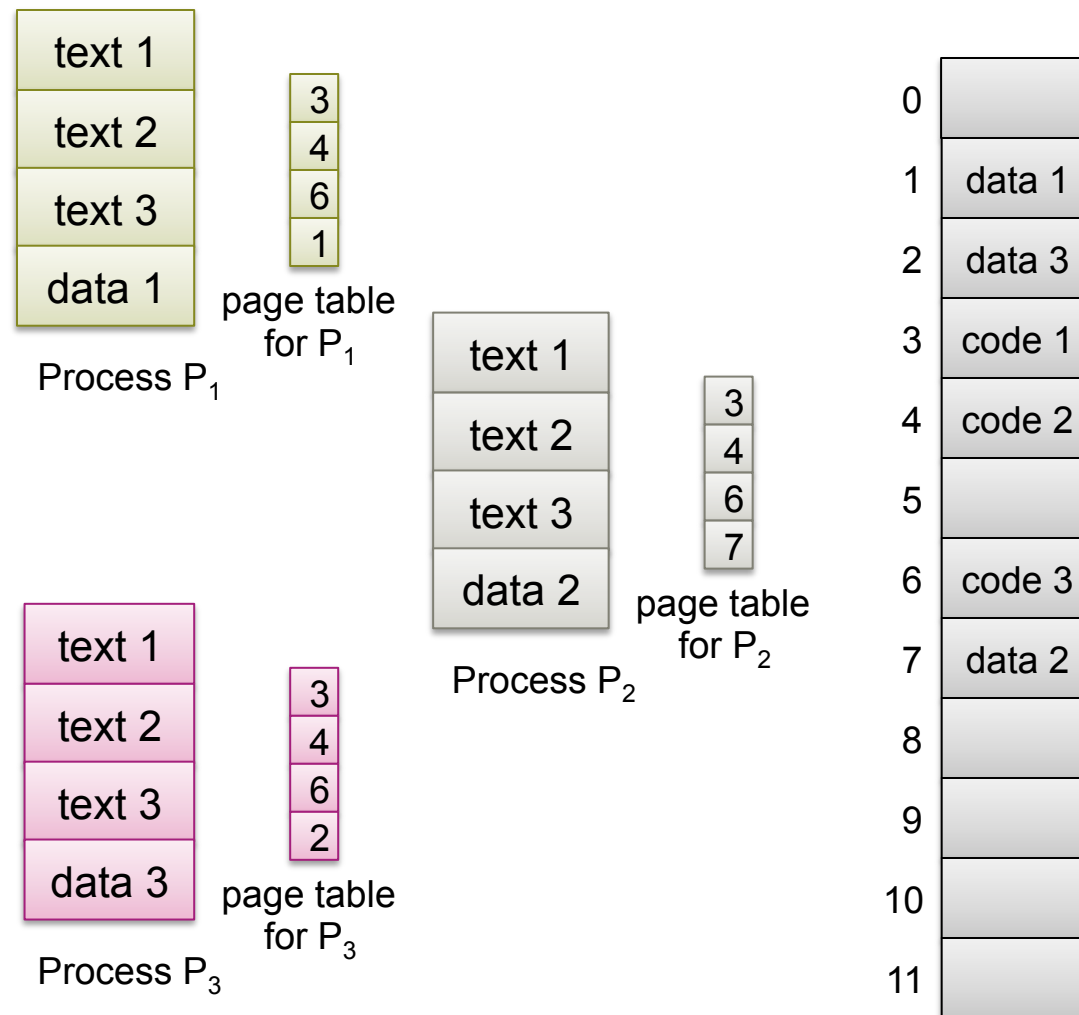 text 1
text 2
text 3
data 1
Process P1
3
4
6
1
page table
for P1
text 1
text 2
text 3
data 2
Process P2
3
4
6
7
page table
for P2
text 1
text 2
text 3
data 3
Process P3
3
4
6
2
page table
for P3
0
1 data 1
2 data 3
3 code 1
4 code 2
5
6 code 3
7 data 2
8
9
10
11